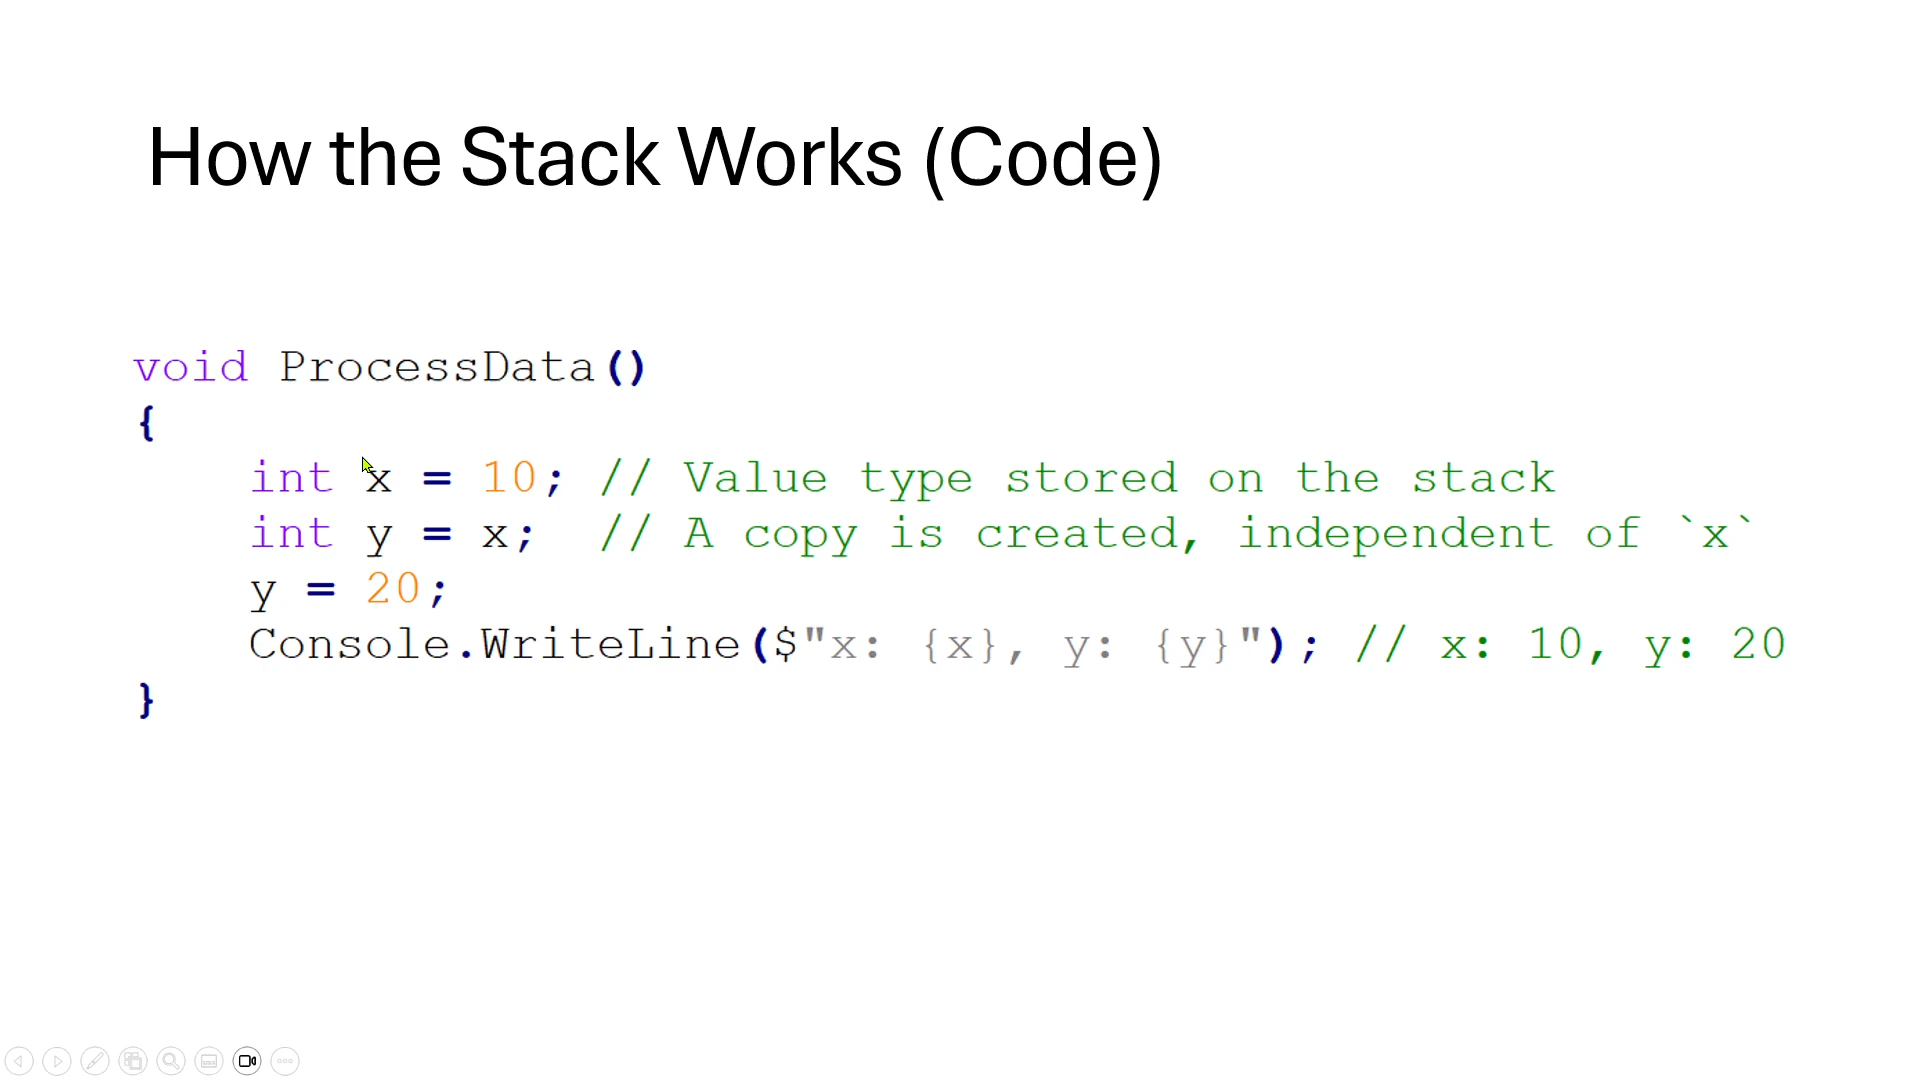 How the Stack Works (Code)
void ProcessData()
{
    int x = 10; // Value type stored on the stack
    int y = x;  // A copy is created, independent of `x`
    y = 20;
    Console.WriteLine($"x: {x}, y: {y}"); // x: 10, y: 20
}